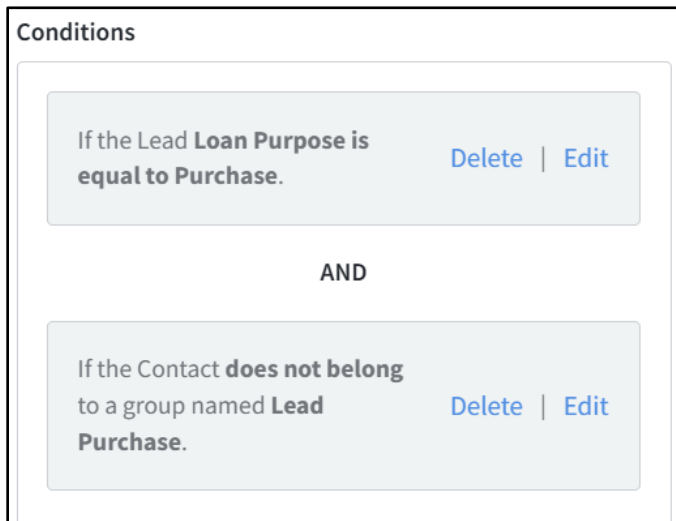 Conditions
If the Lead Loan Purpose is
equal to Purchase.
Delete | Edit
AND
If the Contact does not belong
to a group named Lead
Purchase.
Delete | Edit